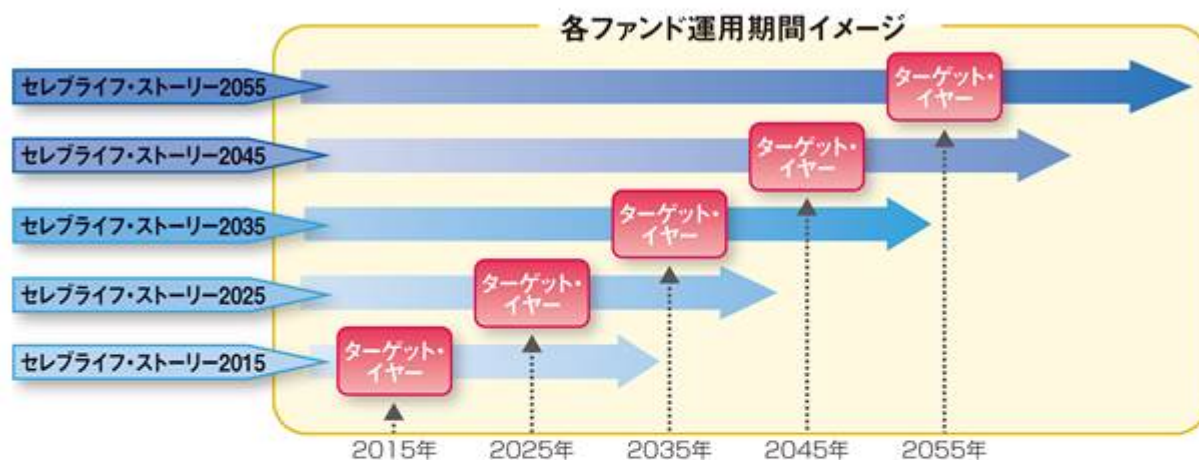 各ファンド運用期間イメージ
セレブライフ・ストーリー2055
ターゲット・
イヤー
セレブライフ・ストーリー2045
ターゲット・
イヤー
セレブライフ・ストーリー2035
ターゲット・
イヤー
セレブライフ・ストーリー2025
ターゲット・
イヤー
セレブライフ・ストーリー2015
ターゲット・
イヤー
2015年 2025年 2035年 2045年 2055年